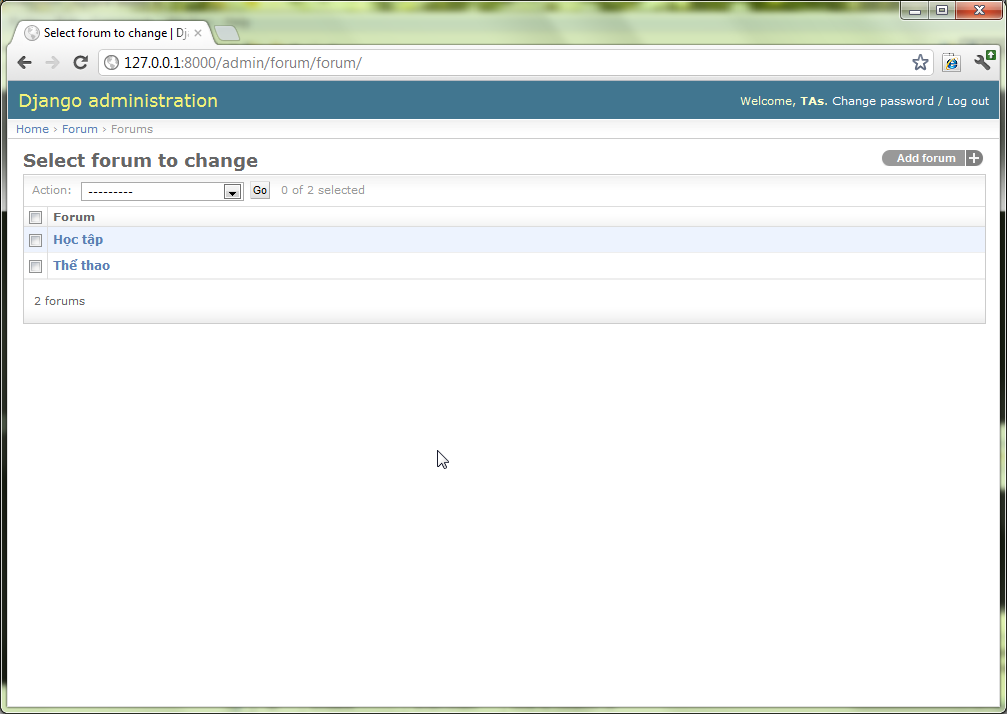 Select forum to change | Dj
127.0.0.1:8000/admin/forum/forum/
Django administration
Welcome, TAs. Change password / Log out
Home › Forum › Forums
Select forum to change
Add forum +
Action: --------- Go 0 of 2 selected
Forum
Học tập
Thể thao
2 forums